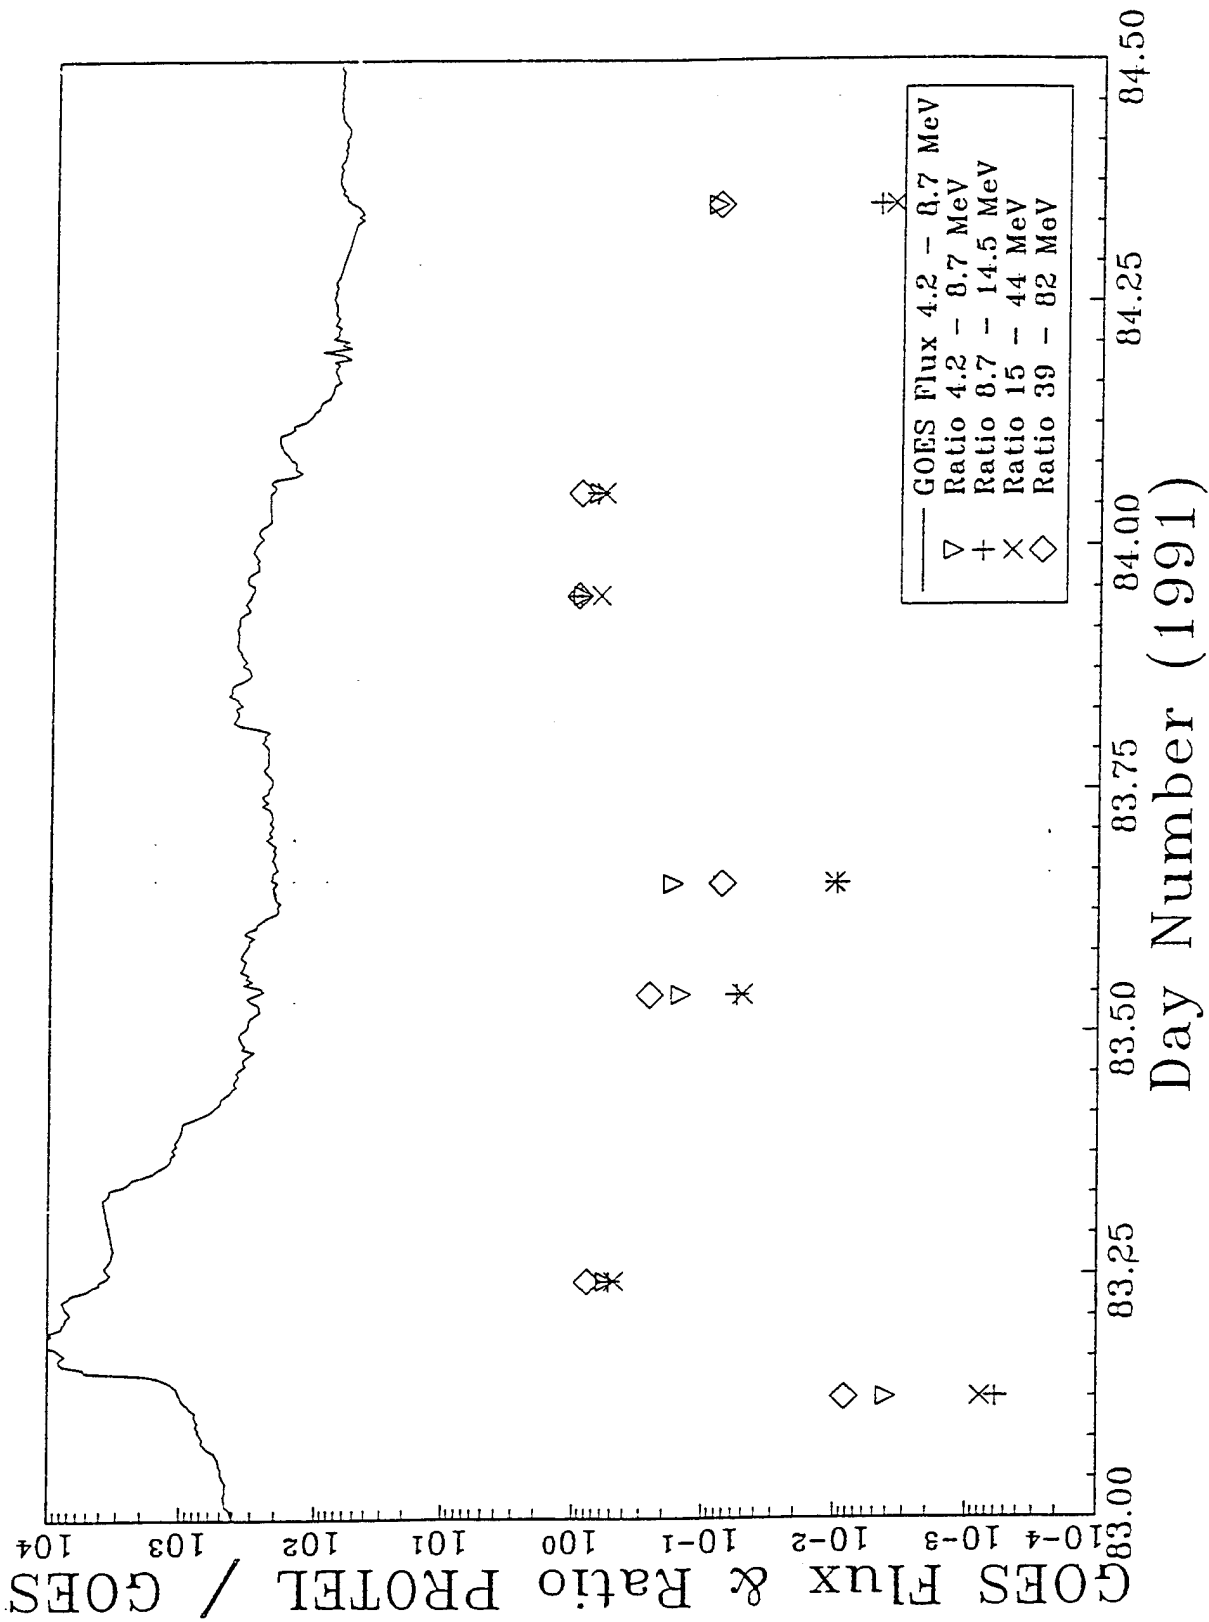 GOES Flux & Ratio PROTEL / GOES
104
103
102
101
100
10-1
10-2
10-3
10-4
83.00
83.25
83.50
83.75
84.00
84.25
84.50
Day Number (1991)
GOES Flux 4.2 - 8.7 MeV
Ratio 4.2 - 8.7 MeV
Ratio 8.7 - 14.5 MeV
Ratio 15 - 44 MeV
Ratio 39 - 82 MeV